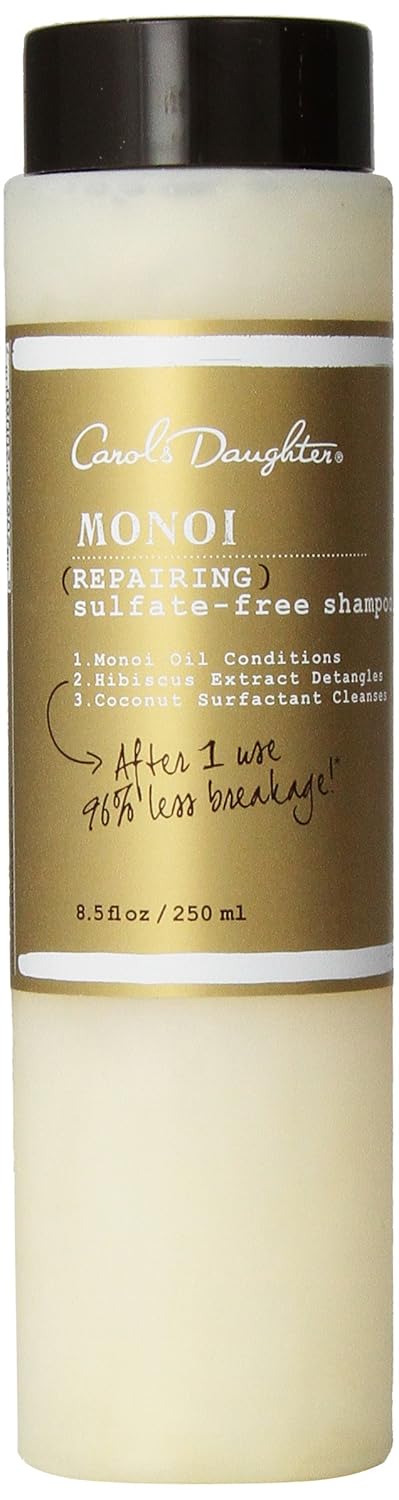 Carol's Daughter®
MONOI
(REPAIRING)
sulfate-free shampoo
1.Monoi Oil Conditions
2.Hibiscus Extract Detangles
3.Coconut Surfactant Cleanses
After 1 use
96% less breakage!*
8.5 fl oz / 250 ml